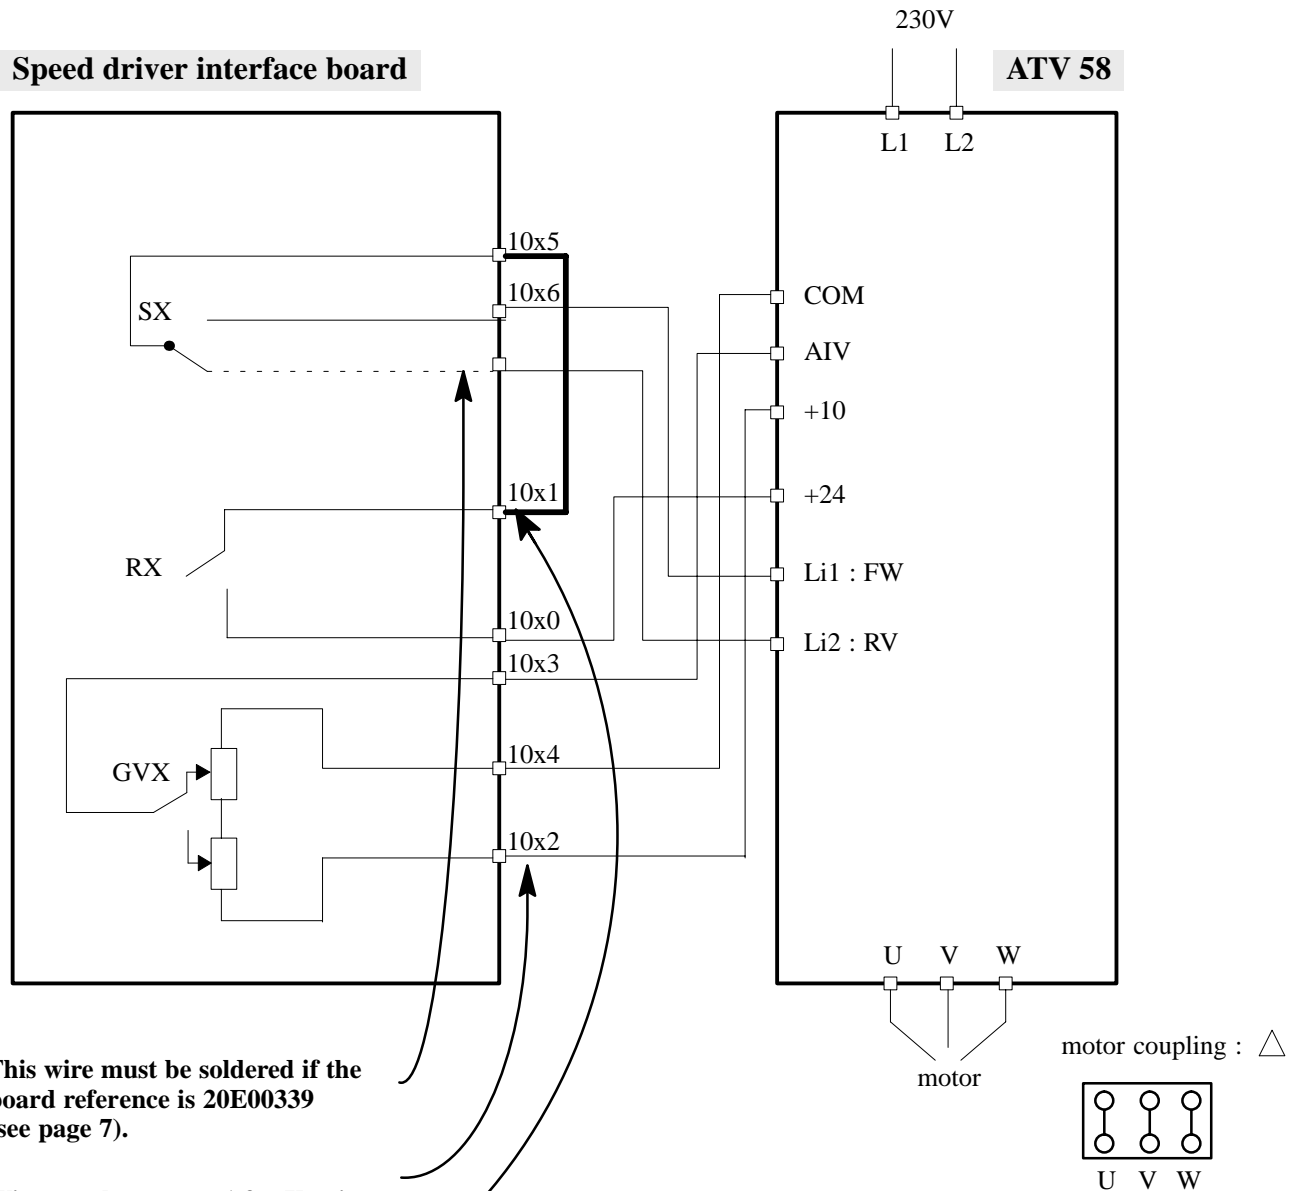 230V
Speed driver interface board
ATV 58
L1 L2
10x5
10x6
SX
COM
AIV
+10
10x1
+24
RX
Li1 : FW
10x0
Li2 : RV
10x3
10x4
GVX
10x2
U V W
motor coupling :
motor
This wire must be soldered if the
board reference is 20E00339
see page 7).
U V W